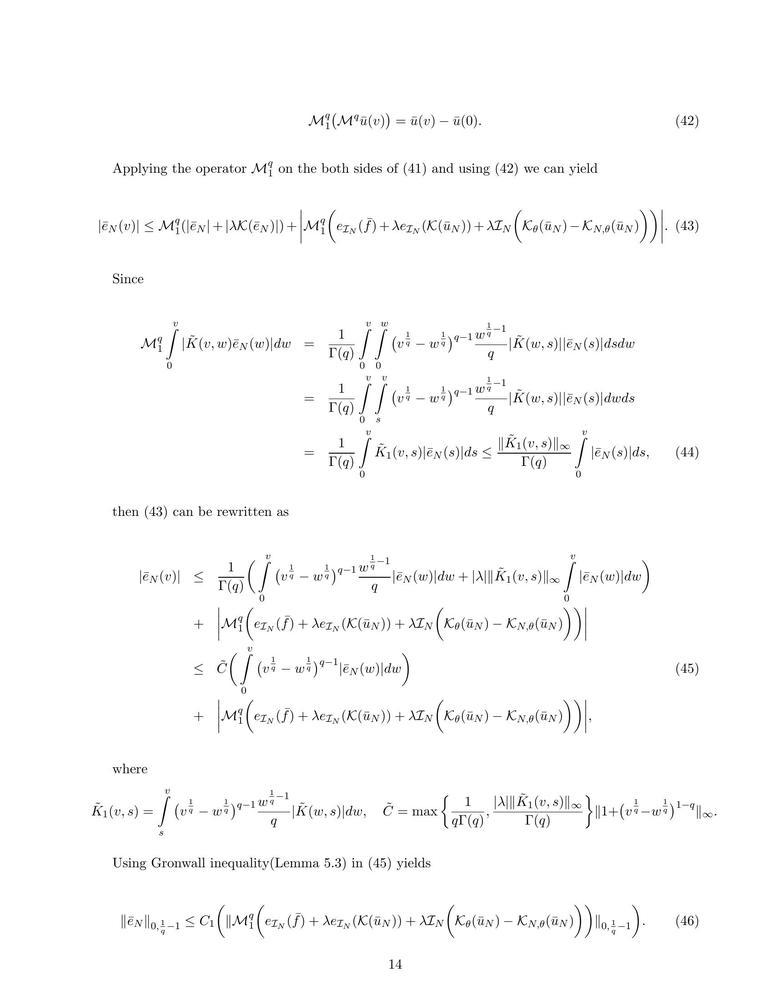 $$\mathcal{M}_1^q\big(\mathcal{M}^q \bar{u}(v)\big) = \bar{u}(v) - \bar{u}(0). \quad (42)$$
Applying the operator $\mathcal{M}_1^q$ on the both sides of (41) and using (42) we can yield
$$|\bar{e}_N(v)| \leq \mathcal{M}_1^q(|\bar{e}_N| + |\lambda \mathcal{K}(\bar{e}_N)|) + \bigg|\mathcal{M}_1^q\bigg(e_{\mathcal{I}_N}(\bar{f}) + \lambda e_{\mathcal{I}_N}(\mathcal{K}(\bar{u}_N)) + \lambda \mathcal{I}_N\bigg(\mathcal{K}_\theta(\bar{u}_N) - \mathcal{K}_{N,\theta}(\bar{u}_N)\bigg)\bigg)\bigg|. \quad (43)$$
Since
$$\mathcal{M}_1^q \int_0^v |\tilde{K}(v,w)\bar{e}_N(w)|dw = \frac{1}{\Gamma(q)} \int_0^v \int_0^w \big(v^{\frac{1}{q}} - w^{\frac{1}{q}}\big)^{q-1} \frac{w^{\frac{1}{q}-1}}{q} |\tilde{K}(w,s)||\bar{e}_N(s)|dsdw$$
$$= \frac{1}{\Gamma(q)} \int_0^v \int_s^v \big(v^{\frac{1}{q}} - w^{\frac{1}{q}}\big)^{q-1} \frac{w^{\frac{1}{q}-1}}{q} |\tilde{K}(w,s)||\bar{e}_N(s)|dwds$$
$$= \frac{1}{\Gamma(q)} \int_0^v \tilde{K}_1(v,s)|\bar{e}_N(s)|ds \leq \frac{\|\tilde{K}_1(v,s)\|_\infty}{\Gamma(q)} \int_0^v |\bar{e}_N(s)|ds, \quad (44)$$
then (43) can be rewritten as
$$|\bar{e}_N(v)| \leq \frac{1}{\Gamma(q)}\bigg(\int_0^v \big(v^{\frac{1}{q}} - w^{\frac{1}{q}}\big)^{q-1} \frac{w^{\frac{1}{q}-1}}{q} |\bar{e}_N(w)|dw + |\lambda|\|\tilde{K}_1(v,s)\|_\infty \int_0^v |\bar{e}_N(w)|dw\bigg)$$
$$+ \bigg|\mathcal{M}_1^q\bigg(e_{\mathcal{I}_N}(\bar{f}) + \lambda e_{\mathcal{I}_N}(\mathcal{K}(\bar{u}_N)) + \lambda \mathcal{I}_N\bigg(\mathcal{K}_\theta(\bar{u}_N) - \mathcal{K}_{N,\theta}(\bar{u}_N)\bigg)\bigg)\bigg|$$
$$\leq \tilde{C}\bigg(\int_0^v \big(v^{\frac{1}{q}} - w^{\frac{1}{q}}\big)^{q-1} |\bar{e}_N(w)|dw\bigg) \quad (45)$$
$$+ \bigg|\mathcal{M}_1^q\bigg(e_{\mathcal{I}_N}(\bar{f}) + \lambda e_{\mathcal{I}_N}(\mathcal{K}(\bar{u}_N)) + \lambda \mathcal{I}_N\bigg(\mathcal{K}_\theta(\bar{u}_N) - \mathcal{K}_{N,\theta}(\bar{u}_N)\bigg)\bigg)\bigg|,$$
where
$$\tilde{K}_1(v,s) = \int_s^v \big(v^{\frac{1}{q}} - w^{\frac{1}{q}}\big)^{q-1} \frac{w^{\frac{1}{q}-1}}{q} |\tilde{K}(w,s)|dw, \quad \tilde{C} = \max\bigg\{\frac{1}{q\Gamma(q)}, \frac{|\lambda|\|\tilde{K}_1(v,s)\|_\infty}{\Gamma(q)}\bigg\}\|1 + \big(v^{\frac{1}{q}} - w^{\frac{1}{q}}\big)^{1-q}\|_\infty.$$
Using Gronwall inequality(Lemma 5.3) in (45) yields
$$\|\bar{e}_N\|_{0,\frac{1}{q}-1} \leq C_1\bigg(\|\mathcal{M}_1^q\bigg(e_{\mathcal{I}_N}(\bar{f}) + \lambda e_{\mathcal{I}_N}(\mathcal{K}(\bar{u}_N)) + \lambda \mathcal{I}_N\bigg(\mathcal{K}_\theta(\bar{u}_N) - \mathcal{K}_{N,\theta}(\bar{u}_N)\bigg)\bigg)\|_{0,\frac{1}{q}-1}\bigg). \quad (46)$$
14